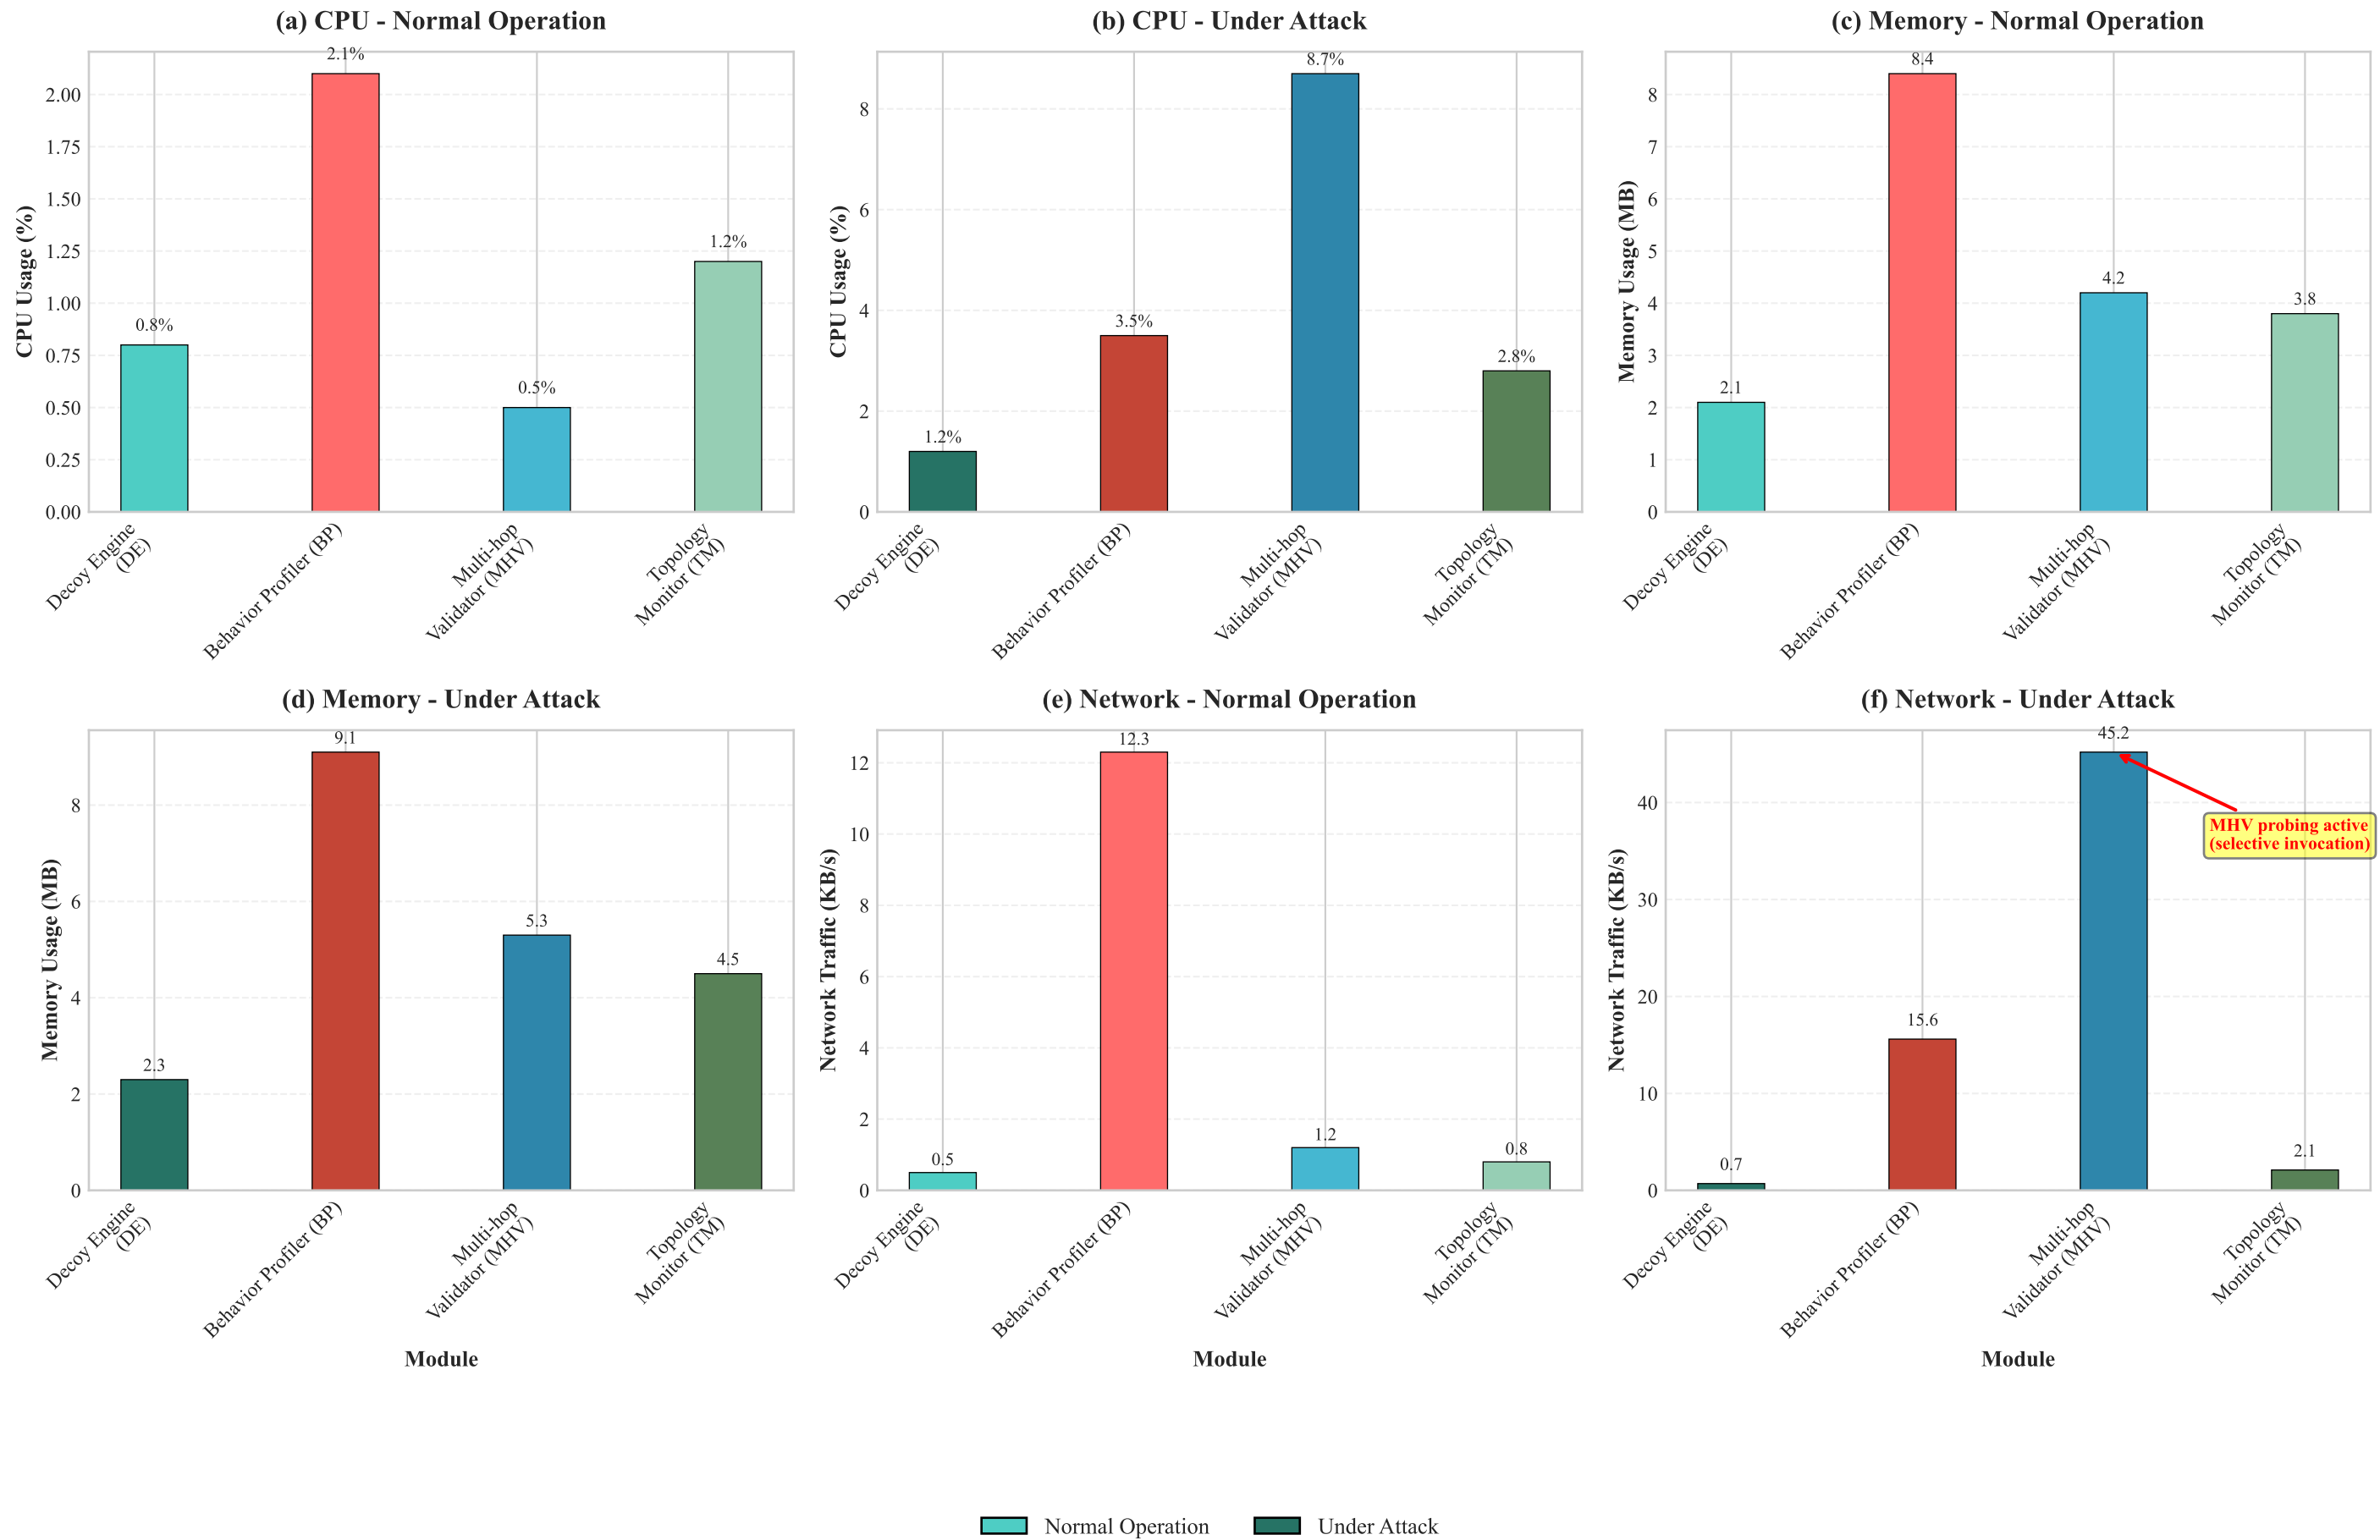 (a) CPU - Normal Operation
CPU Usage (%)
2.00
1.75
1.50
1.25
1.00
0.75
0.50
0.25
0.00
0.8%
2.1%
0.5%
1.2%
Decoy Engine
(DE)
Behavior Profiler (BP)
Multi-hop
Validator (MHV)
Topology
Monitor (TM)
(b) CPU - Under Attack
CPU Usage (%)
8
6
4
2
0
1.2%
3.5%
8.7%
2.8%
Decoy Engine
(DE)
Behavior Profiler (BP)
Multi-hop
Validator (MHV)
Topology
Monitor (TM)
(c) Memory - Normal Operation
Memory Usage (MB)
8
7
6
5
4
3
2
1
0
2.1
8.4
4.2
3.8
Decoy Engine
(DE)
Behavior Profiler (BP)
Multi-hop
Validator (MHV)
Topology
Monitor (TM)
(d) Memory - Under Attack
Memory Usage (MB)
8
6
4
2
0
2.3
9.1
5.3
4.5
Decoy Engine
(DE)
Behavior Profiler (BP)
Multi-hop
Validator (MHV)
Topology
Monitor (TM)
Module
(e) Network - Normal Operation
Network Traffic (KB/s)
12
10
8
6
4
2
0
0.5
12.3
1.2
0.8
Decoy Engine
(DE)
Behavior Profiler (BP)
Multi-hop
Validator (MHV)
Topology
Monitor (TM)
Module
(f) Network - Under Attack
Network Traffic (KB/s)
40
30
20
10
0
0.7
15.6
45.2
2.1
MHV probing active
(selective invocation)
Decoy Engine
(DE)
Behavior Profiler (BP)
Multi-hop
Validator (MHV)
Topology
Monitor (TM)
Module
Normal Operation
Under Attack